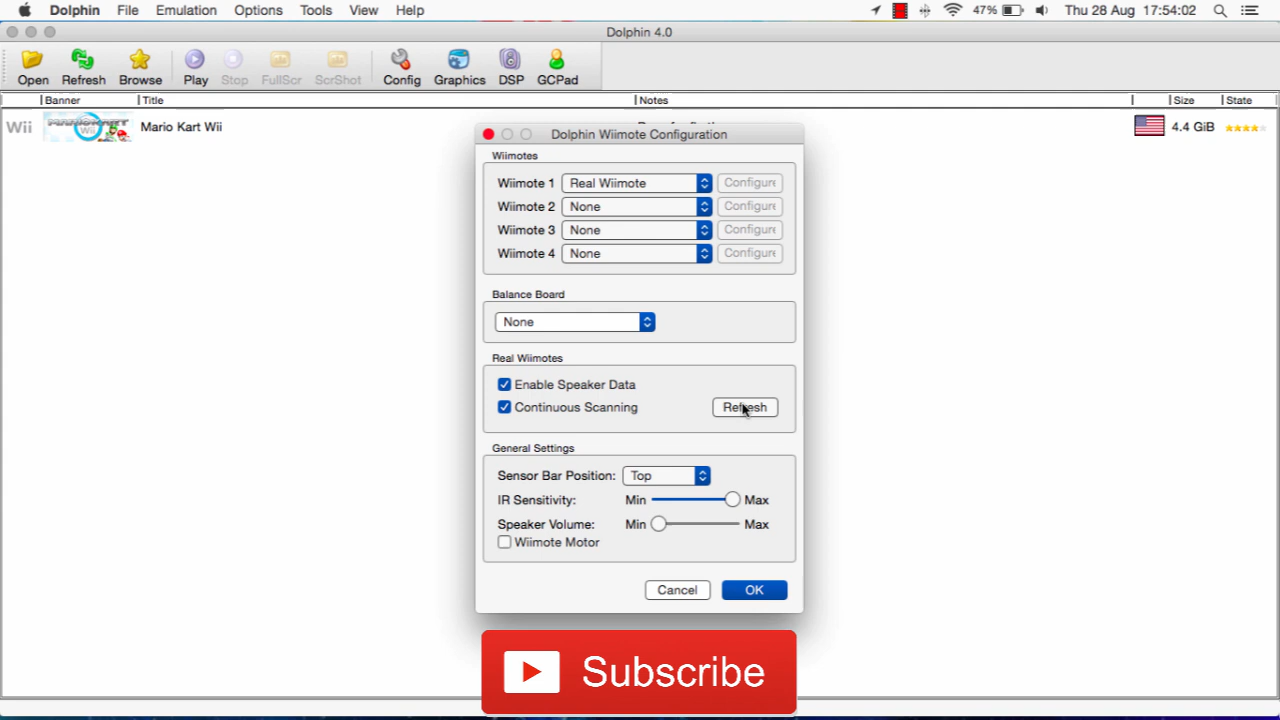 Dolphin File Emulation Options Tools View Help 47% Thu 28 Aug 17:54:02
Dolphin 4.0
Open Refresh Browse Play Stop FullScr ScrShot Config Graphics DSP GCPad
Banner Title Notes Size State
Wii MARIOKART Wii Mario Kart Wii 4.4 GiB
Dolphin Wiimote Configuration
Wiimotes
Wiimote 1 Real Wiimote Configure
Wiimote 2 None Configure
Wiimote 3 None Configure
Wiimote 4 None Configure
Balance Board
None
Real Wiimotes
Enable Speaker Data
Continuous Scanning Refresh
General Settings
Sensor Bar Position: Top
IR Sensitivity: Min Max
Speaker Volume: Min Max
Wiimote Motor
Cancel OK
Subscribe